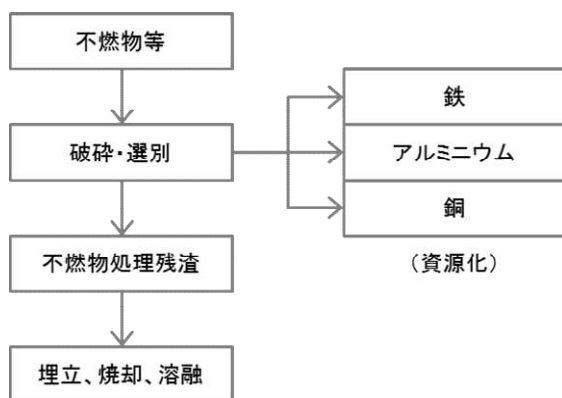 不燃物等
破砕・選別
不燃物処理残渣
埋立、焼却、溶融
鉄
アルミニウム
銅
（資源化）